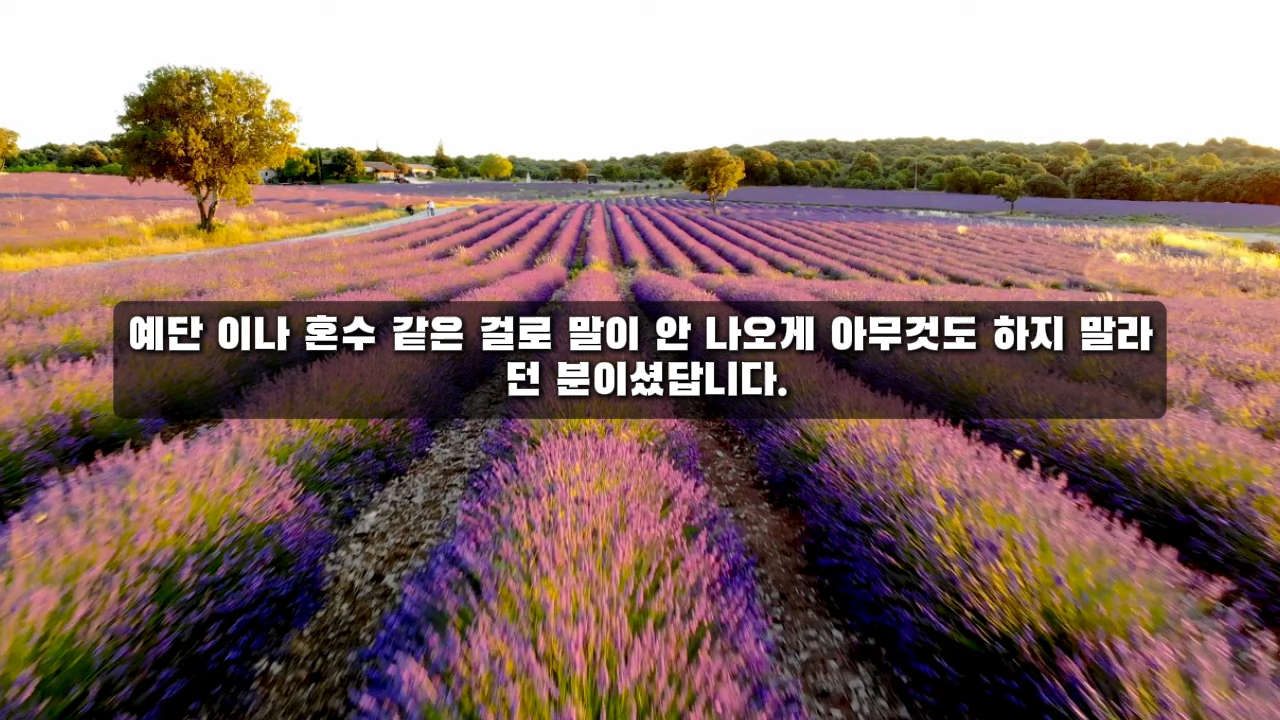 예단 이나 혼수 같은 걸로 말이 안 나오게 아무것도 하지 말라
던 분이셨답니다.